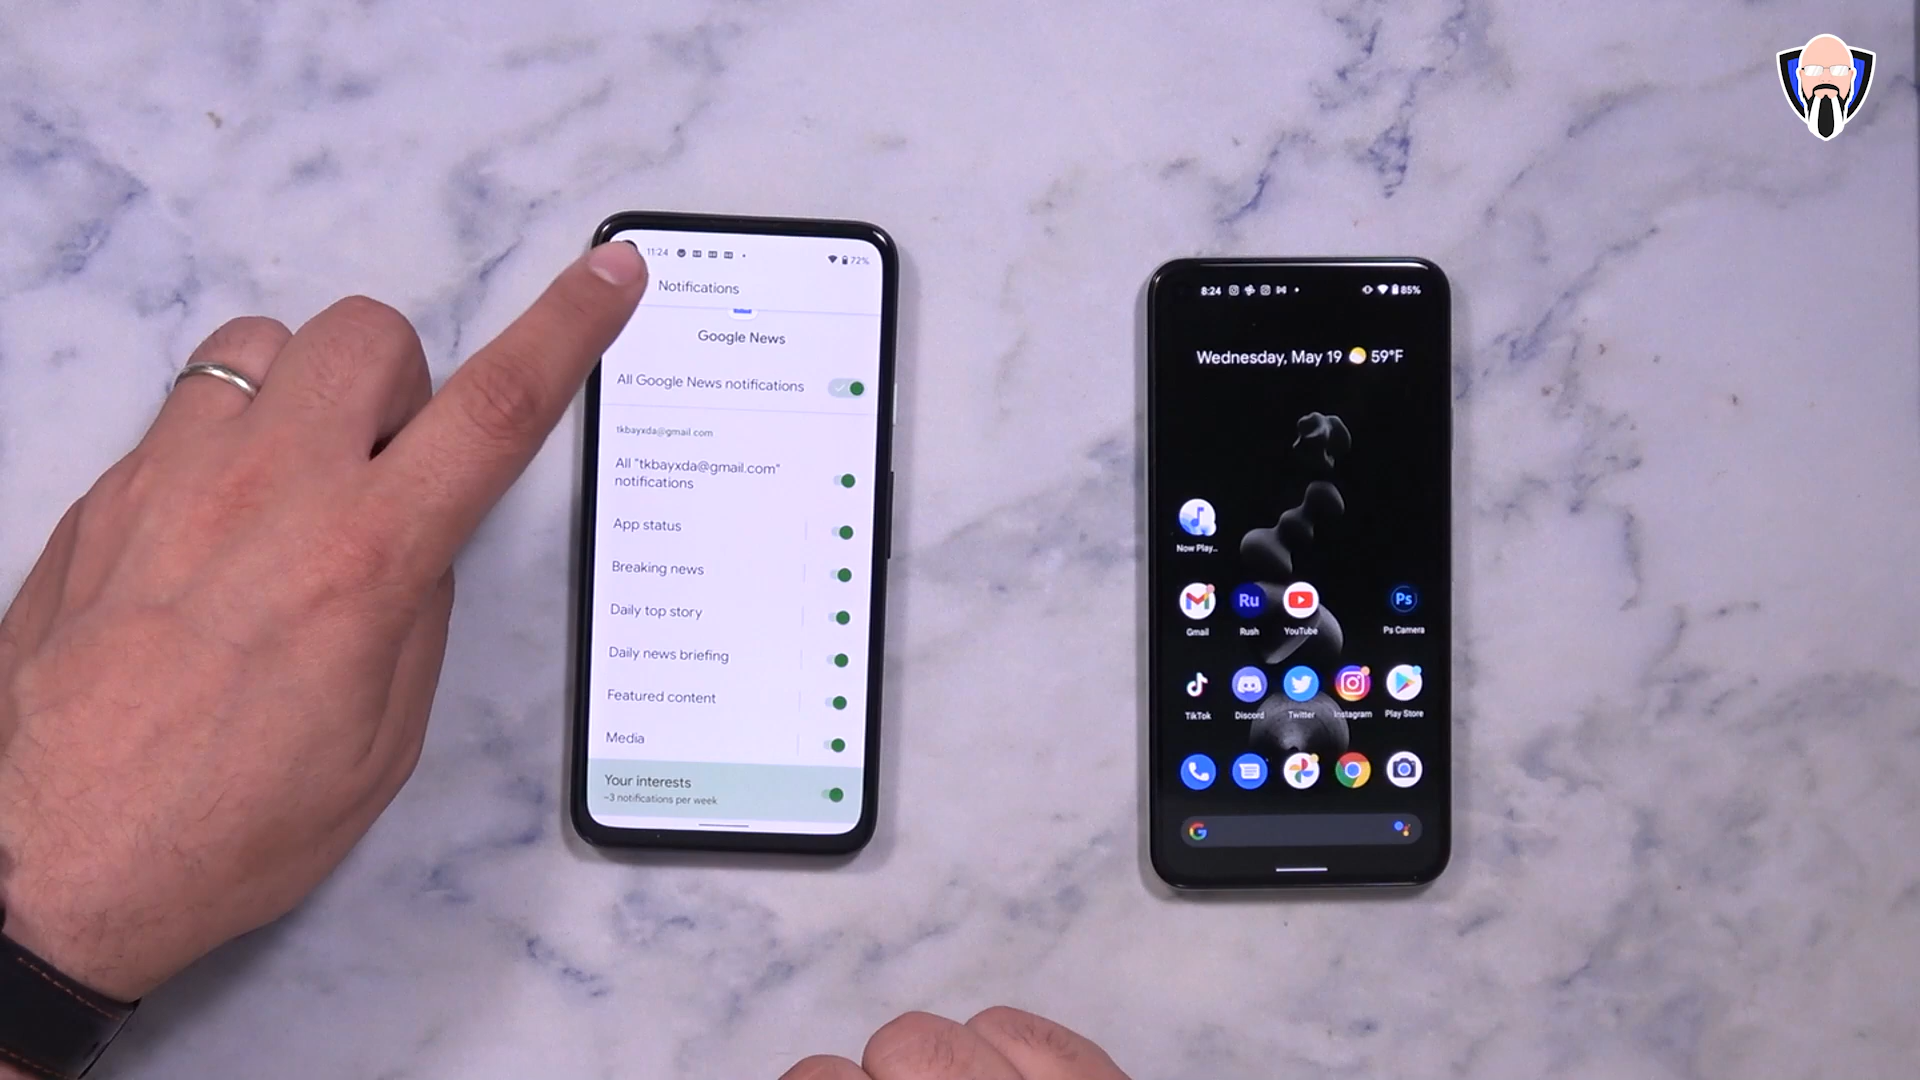 11:24
72%
Notifications
Google News
All Google News notifications
tkbayxda@gmail.com
All "tkbayxda@gmail.com"
notifications
App status
Breaking news
Daily top story
Daily news briefing
Featured content
Media
Your interests
~3 notifications per week
8:24
85%
Wednesday, May 19 59°F
Now Play..
Ru
Ps
Gmail
Rush
YouTube
Ps Camera
TikTok
Discord
Twitter
Instagram
Play Store
G